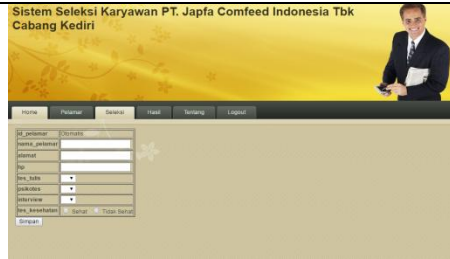 Sistem Seleksi Karyawan PT. Japfa Comfeed Indonesia Tbk
Cabang Kediri
Home Pelamar Seleksi Hasil Tentang Logout
id_pelamar Otomatis
nama_pelamar
alamat
hp
tes_tulis
psikotes
interview
tes_kesehatan Sehat Tidak Sehat
Simpan